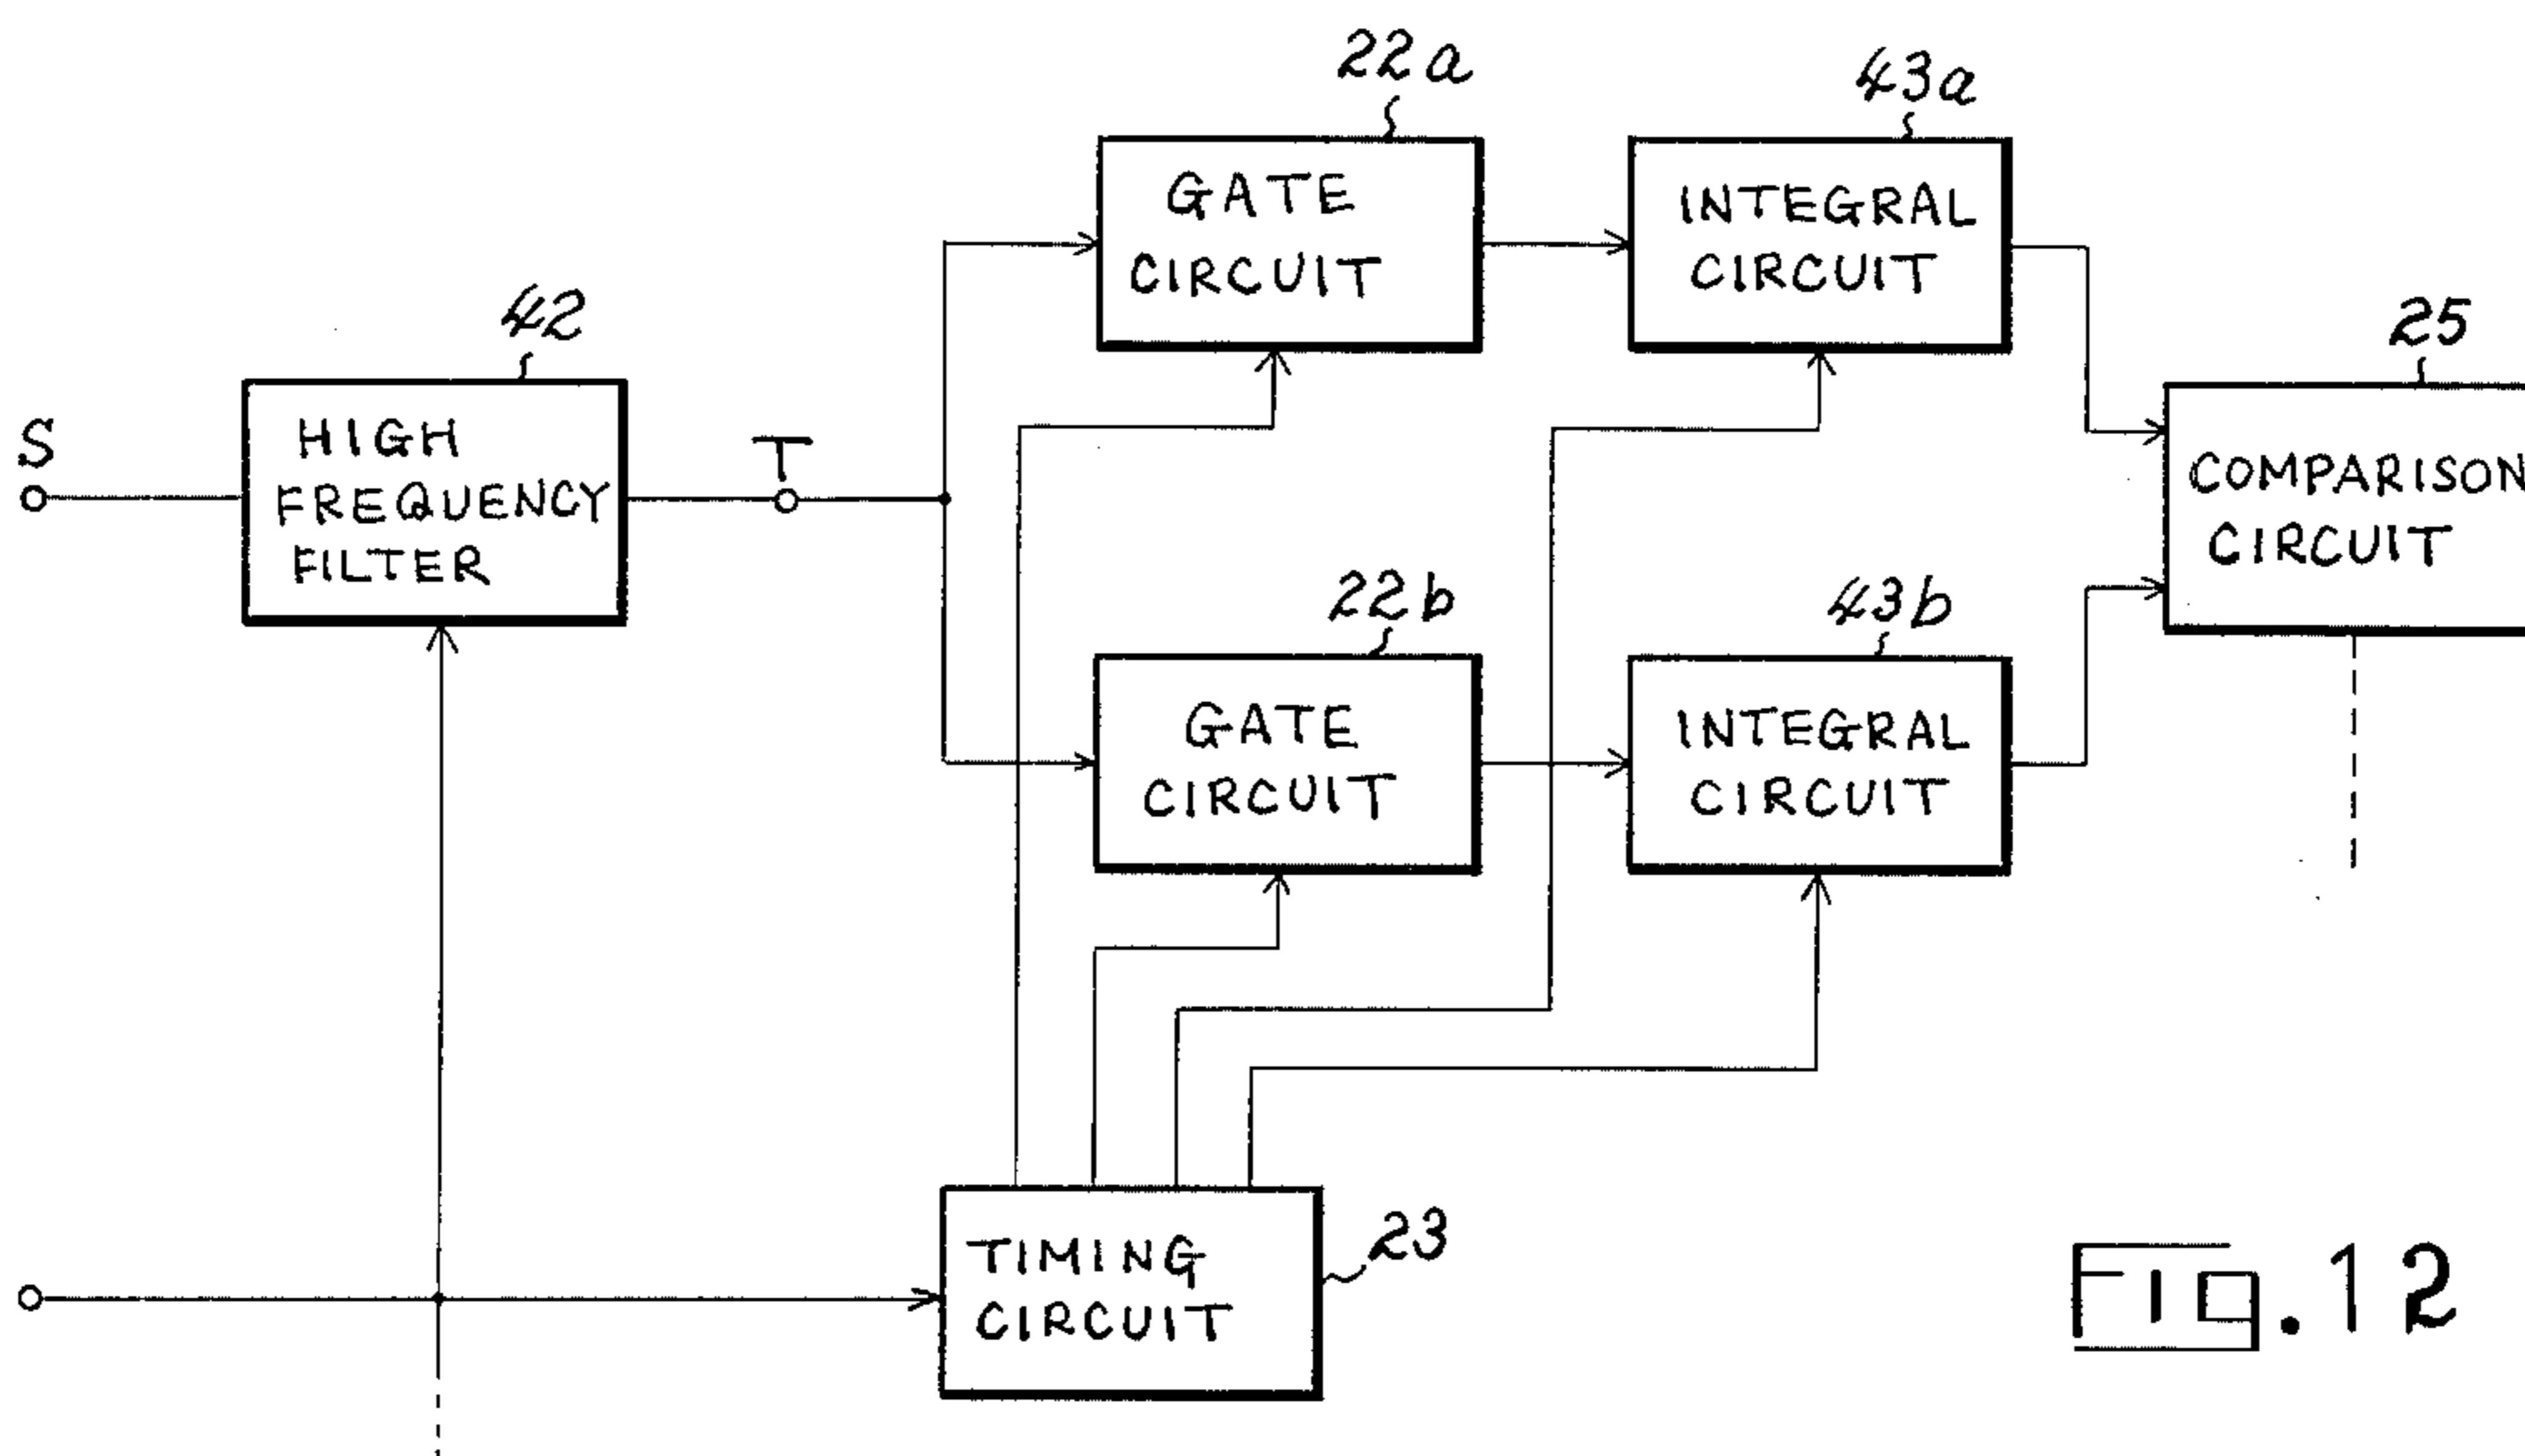 22a
43a
GATE
CIRCUIT
INTEGRAL
CIRCUIT
42
25
S
HIGH
FREQUENCY
FILTER
T
COMPARISON
CIRCUIT
22b
43b
GATE
CIRCUIT
INTEGRAL
CIRCUIT
TIMING
CIRCUIT
23
Fig.12